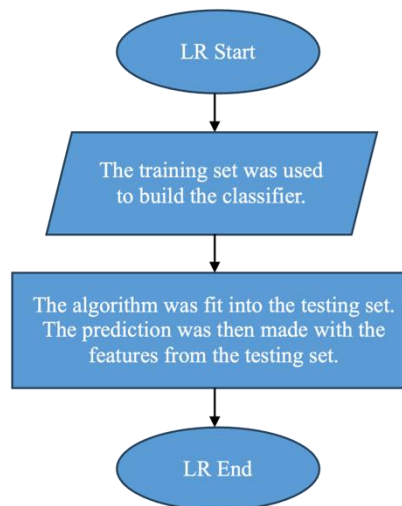 LR Start
The training set was used
to build the classifier.
The algorithm was fit into the testing set.
The prediction was then made with the
features from the testing set.
LR End